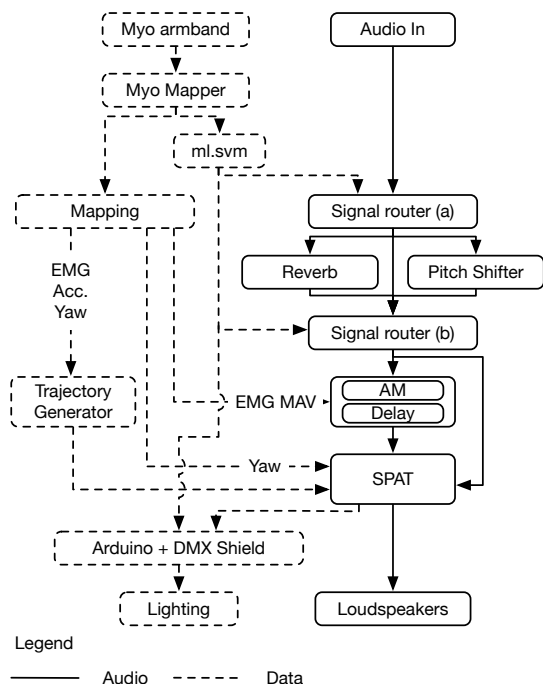 Myo armband
Audio In
Myo Mapper
ml.svm
Mapping
Signal router (a)
EMG
Acc.
Yaw
Reverb
Pitch Shifter
Signal router (b)
Trajectory
Generator
EMG MAV
AM
Delay
Yaw
SPAT
Arduino + DMX Shield
Lighting
Loudspeakers
Legend
Audio
Data